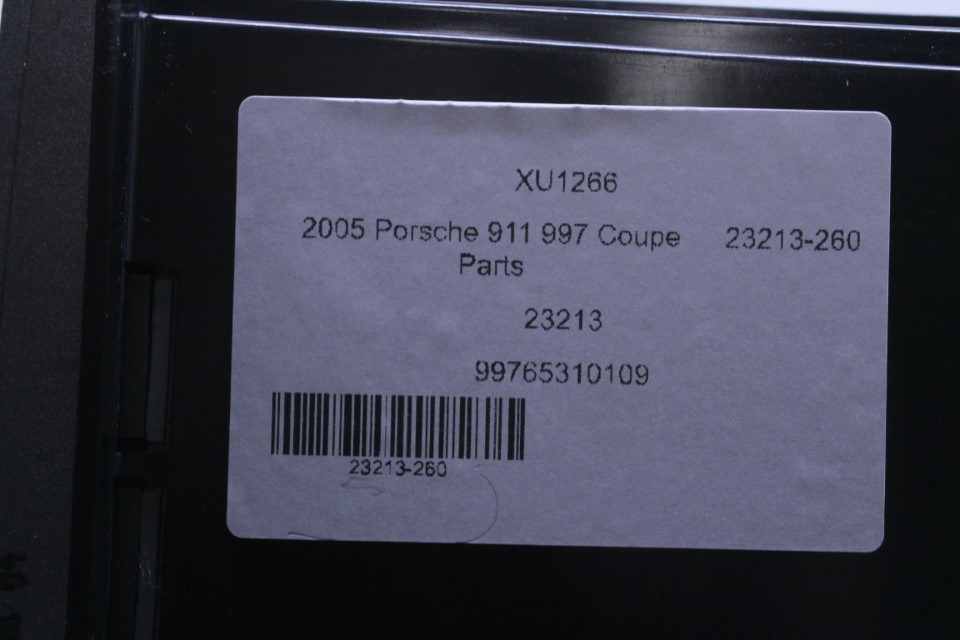 XU1266
2005 Porsche 911 997 Coupe 23213-260
Parts
23213
99765310109
23213-260